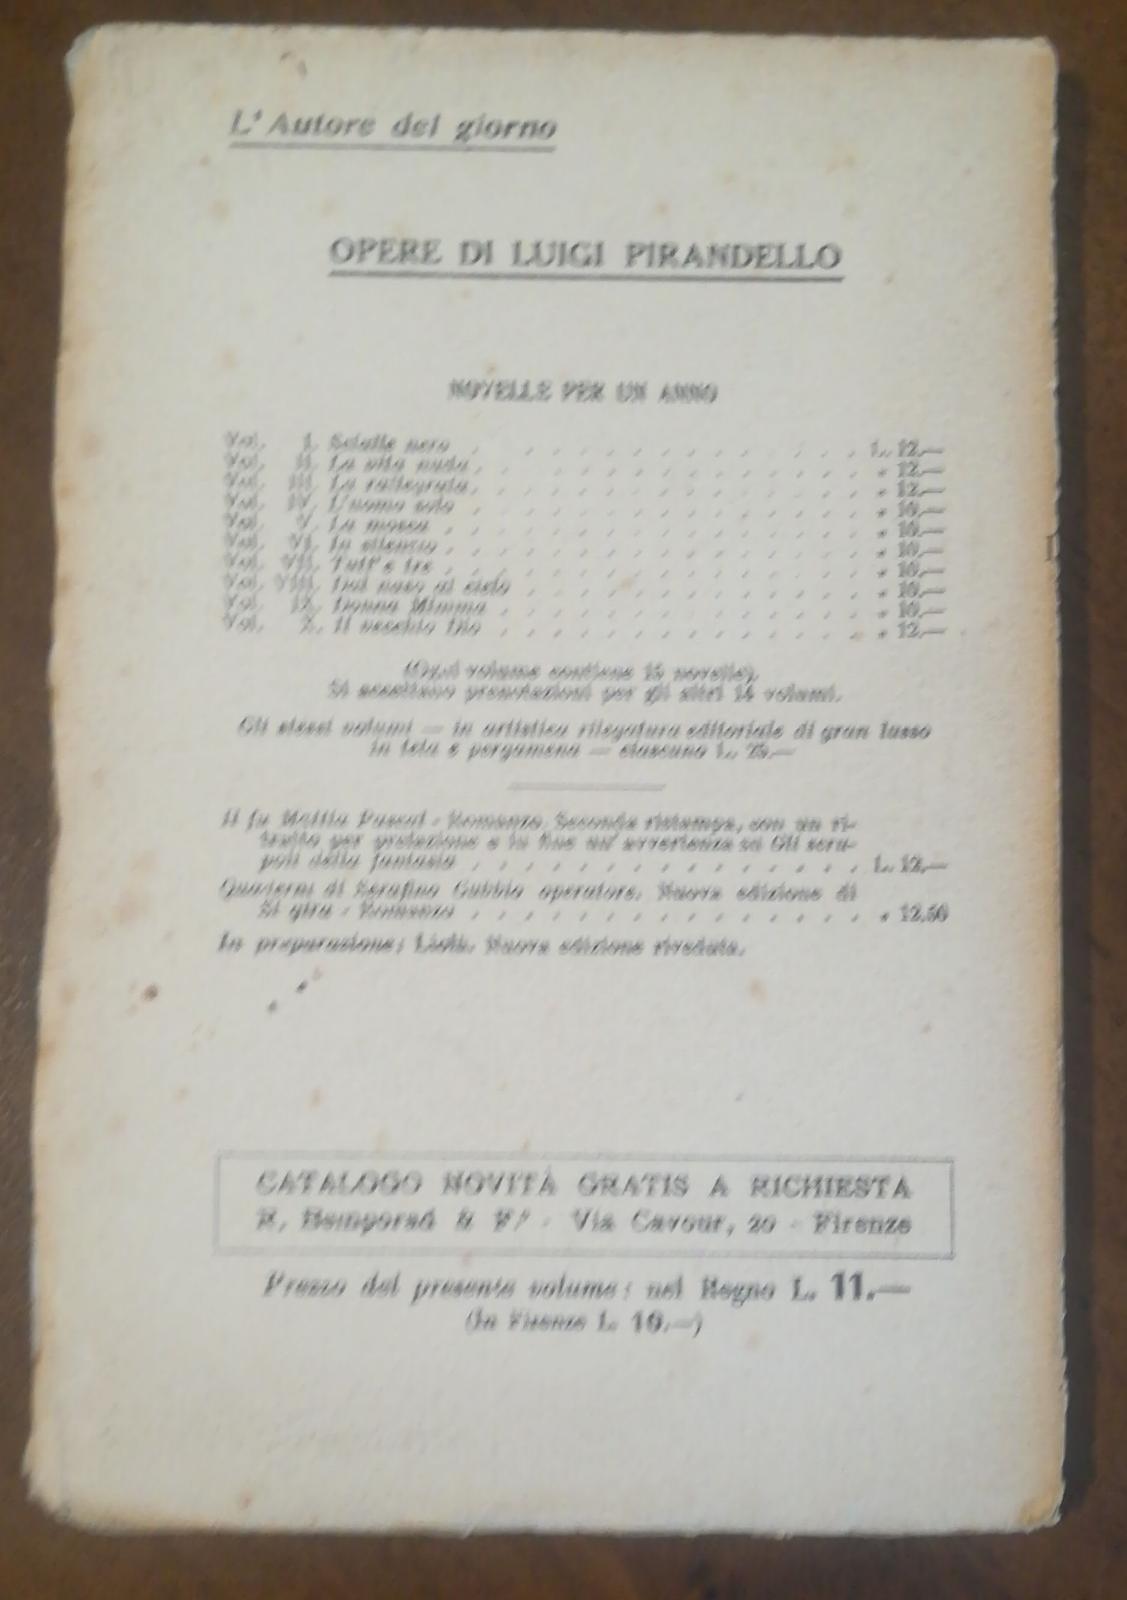 L'Autore del giorno
OPERE DI LUIGI PIRANDELLO
NOVELLE PER UN ANNO
Vol. I. Scialle nero . . . . . . . . . . . . . . . L. 12.—
Vol. II. La vita nuda . . . . . . . . . . . . . . . » 12.—
Vol. III. La rallegrata . . . . . . . . . . . . . . . » 12.—
Vol. IV. L'uomo solo . . . . . . . . . . . . . . . » 10.—
Vol. V. La mosca . . . . . . . . . . . . . . . » 10.—
Vol. VI. In silenzio . . . . . . . . . . . . . . . » 10.—
Vol. VII. Tutt'e tre . . . . . . . . . . . . . . . » 10.—
Vol. VIII. Dal naso al cielo . . . . . . . . . . . . . . . » 10.—
Vol. IX. Donna Mimma . . . . . . . . . . . . . . . » 10.—
Vol. X. Il vecchio Dio . . . . . . . . . . . . . . . » 12.—
(Ogni volume contiene 15 novelle).
Si accettano prenotazioni per gli altri 14 volumi.
Gli stessi volumi — in artistica rilegatura editoriale di gran lusso
in tela e pergamena — ciascuno L. 25.—
Il fu Mattia Pascal - Romanzo. Seconda ristampa, con un ri-
tratto per prefazione e in fine un'avvertenza su Gli scru-
poli della fantasia . . . . . . . . . . . . . . . L. 12.—
Quaderni di Serafino Gubbio operatore. Nuova edizione di
Si gira - Romanzo . . . . . . . . . . . . . . . » 12.50
In preparazione: Liolà. Nuova edizione riveduta.
CATALOGO NOVITÀ GRATIS A RICHIESTA
R. Bemporad & F.º - Via Cavour, 20 - Firenze
Prezzo del presente volume: nel Regno L. 11.—
(In Firenze L. 10.—)